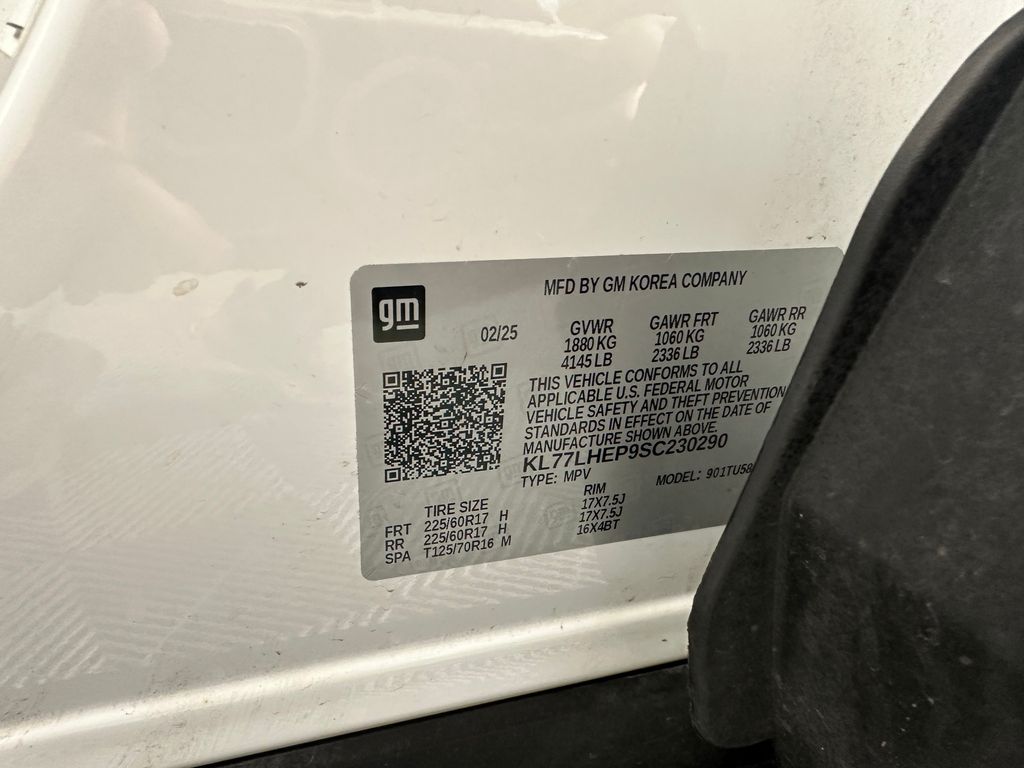 gm
MFD BY GM KOREA COMPANY
02/25
GVWR GAWR FRT GAWR RR
1880 KG 1060 KG 1060 KG
4145 LB 2336 LB 2336 LB
THIS VEHICLE CONFORMS TO ALL
APPLICABLE U.S. FEDERAL MOTOR
VEHICLE SAFETY AND THEFT PREVENTION
STANDARDS IN EFFECT ON THE DATE OF
MANUFACTURE SHOWN ABOVE.
KL77LHEP9SC230290
TYPE: MPV MODEL: 901TU58
TIRE SIZE RIM
FRT 225/60R17 H 17X7.5J
RR 225/60R17 H 17X7.5J
SPA T125/70R16 M 16X4BT